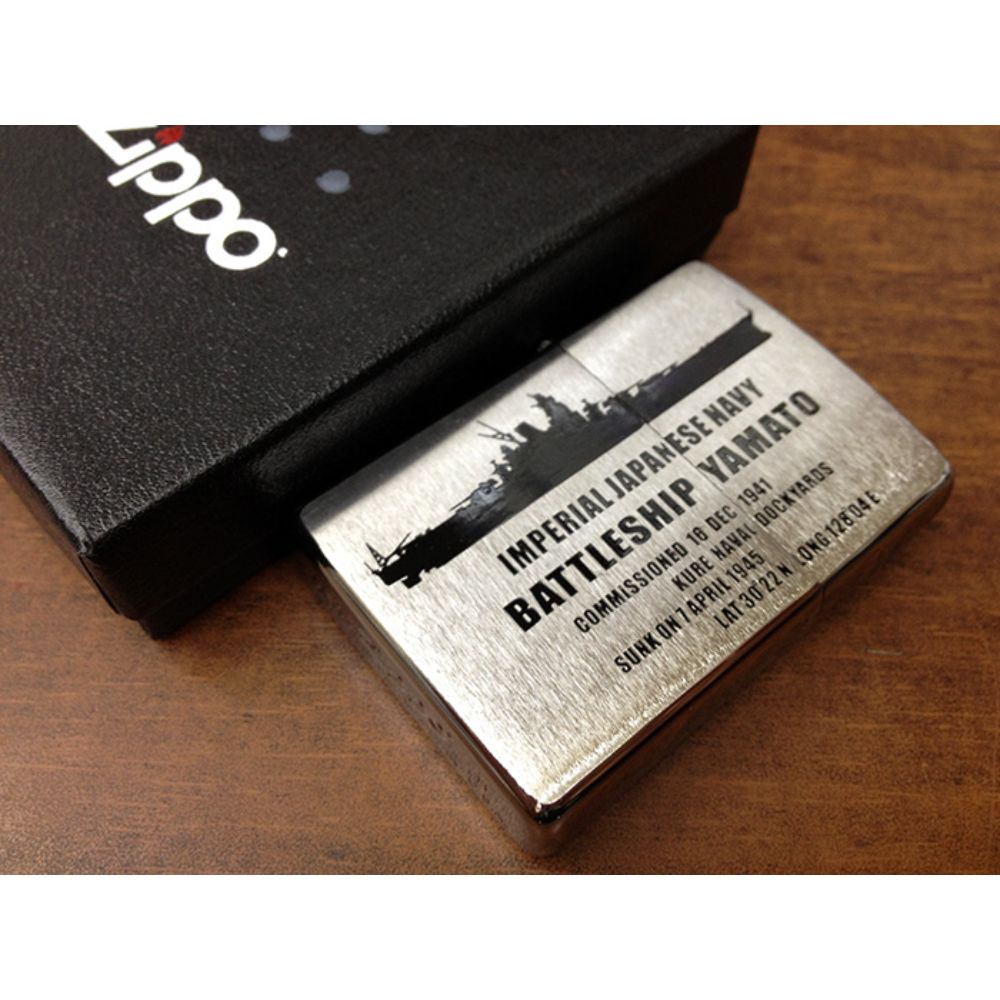 Zippo
IMPERIAL JAPANESE NAVY
BATTLESHIP YAMATO
COMMISSIONED 16 DEC 1941
KURE NAVAL DOCKYARDS
SUNK ON 7 APRIL 1945
LAT 30°22 N LONG 128°04 E